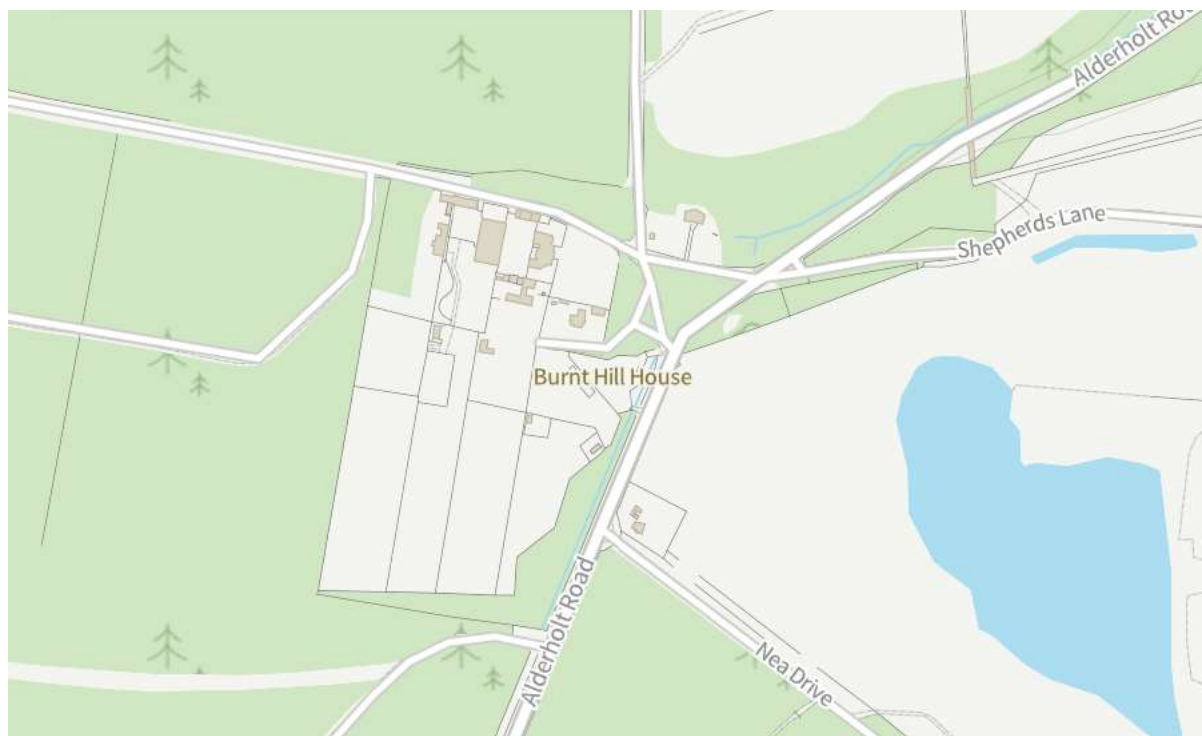 Alderholt Ro
Shepherds Lane
Burnt Hill House
Alderholt Road
Nea Drive